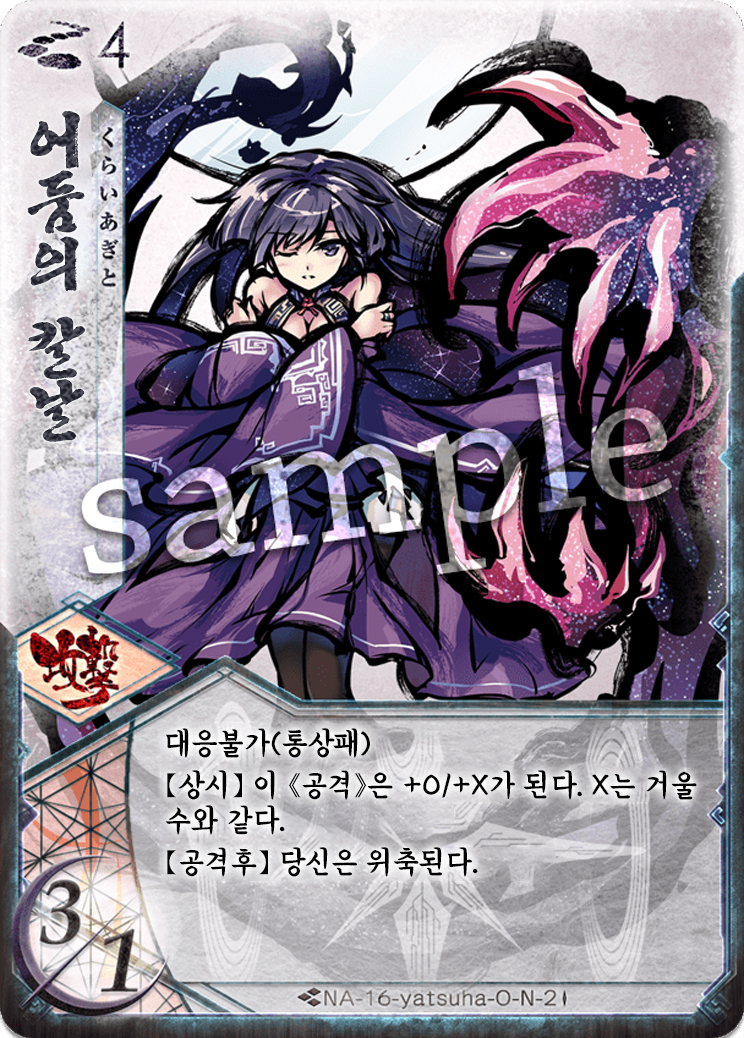 4
어둠의 칼날
くらいあぎと
sample
攻撃
대응불가(통상패)
【상시】 이 《공격》은 +0/+X가 된다. X는 거울
수와 같다.
【공격후】 당신은 위축된다.
3/1
NA-16-yatsuha-O-N-2